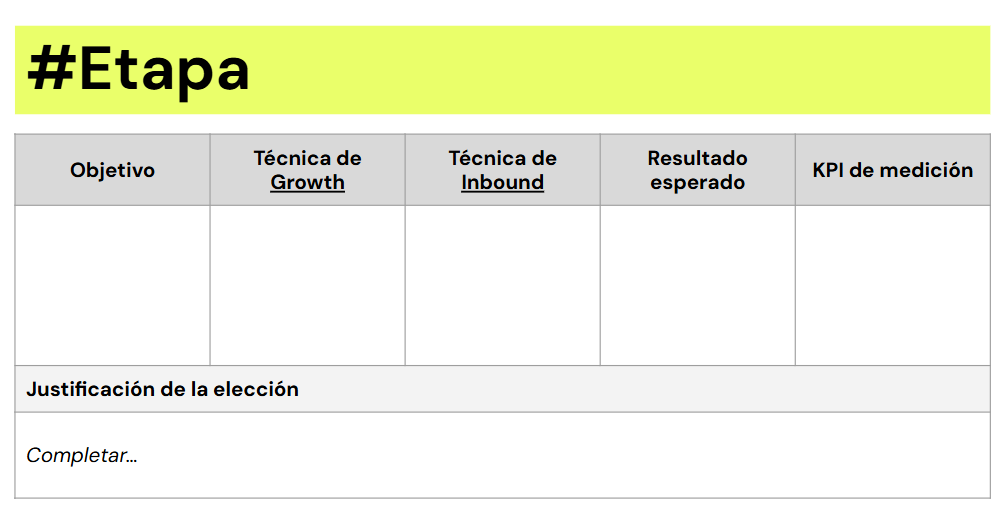 #Etapa
Objetivo
Técnica de
Growth
Técnica de
Inbound
Resultado
esperado
KPI de medición
Justificación de la elección
Completar...